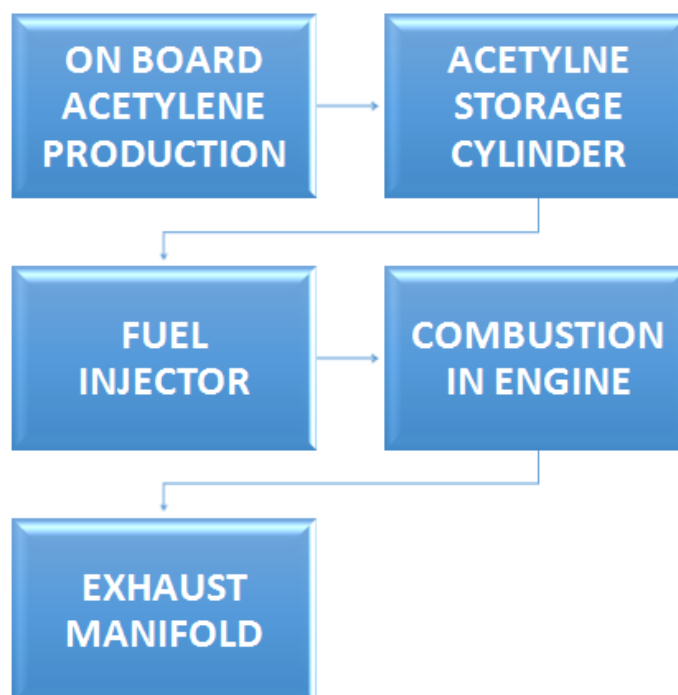 ON BOARD
ACETYLENE
PRODUCTION
ACETYLNE
STORAGE
CYLINDER
FUEL
INJECTOR
COMBUSTION
IN ENGINE
EXHAUST
MANIFOLD